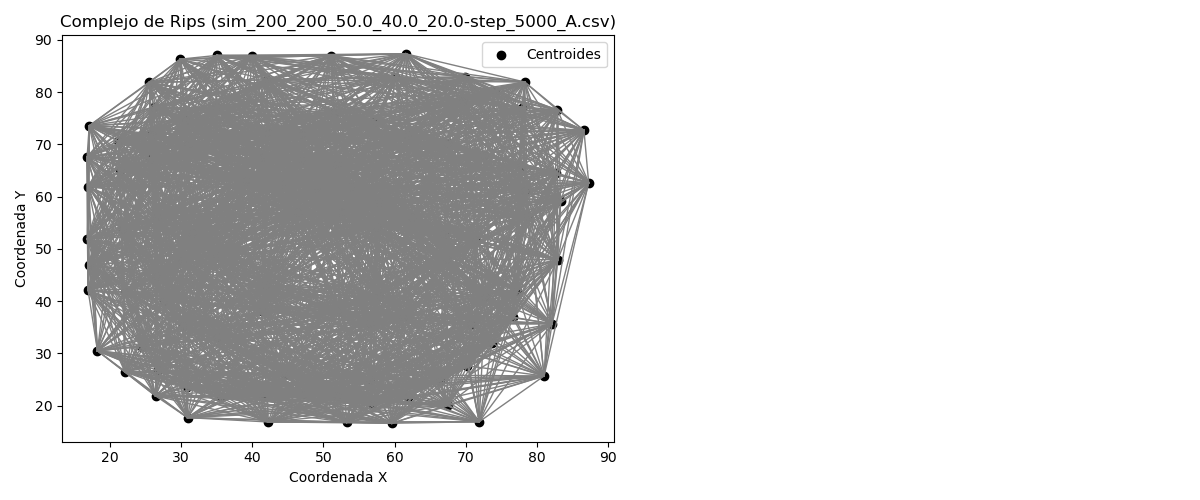 Complejo de Rips (sim_200_200_50.0_40.0_20.0-step_5000_A.csv)
Centroides
Coordenada Y
90
80
70
60
50
40
30
20
20 30 40 50 60 70 80 90
Coordenada X